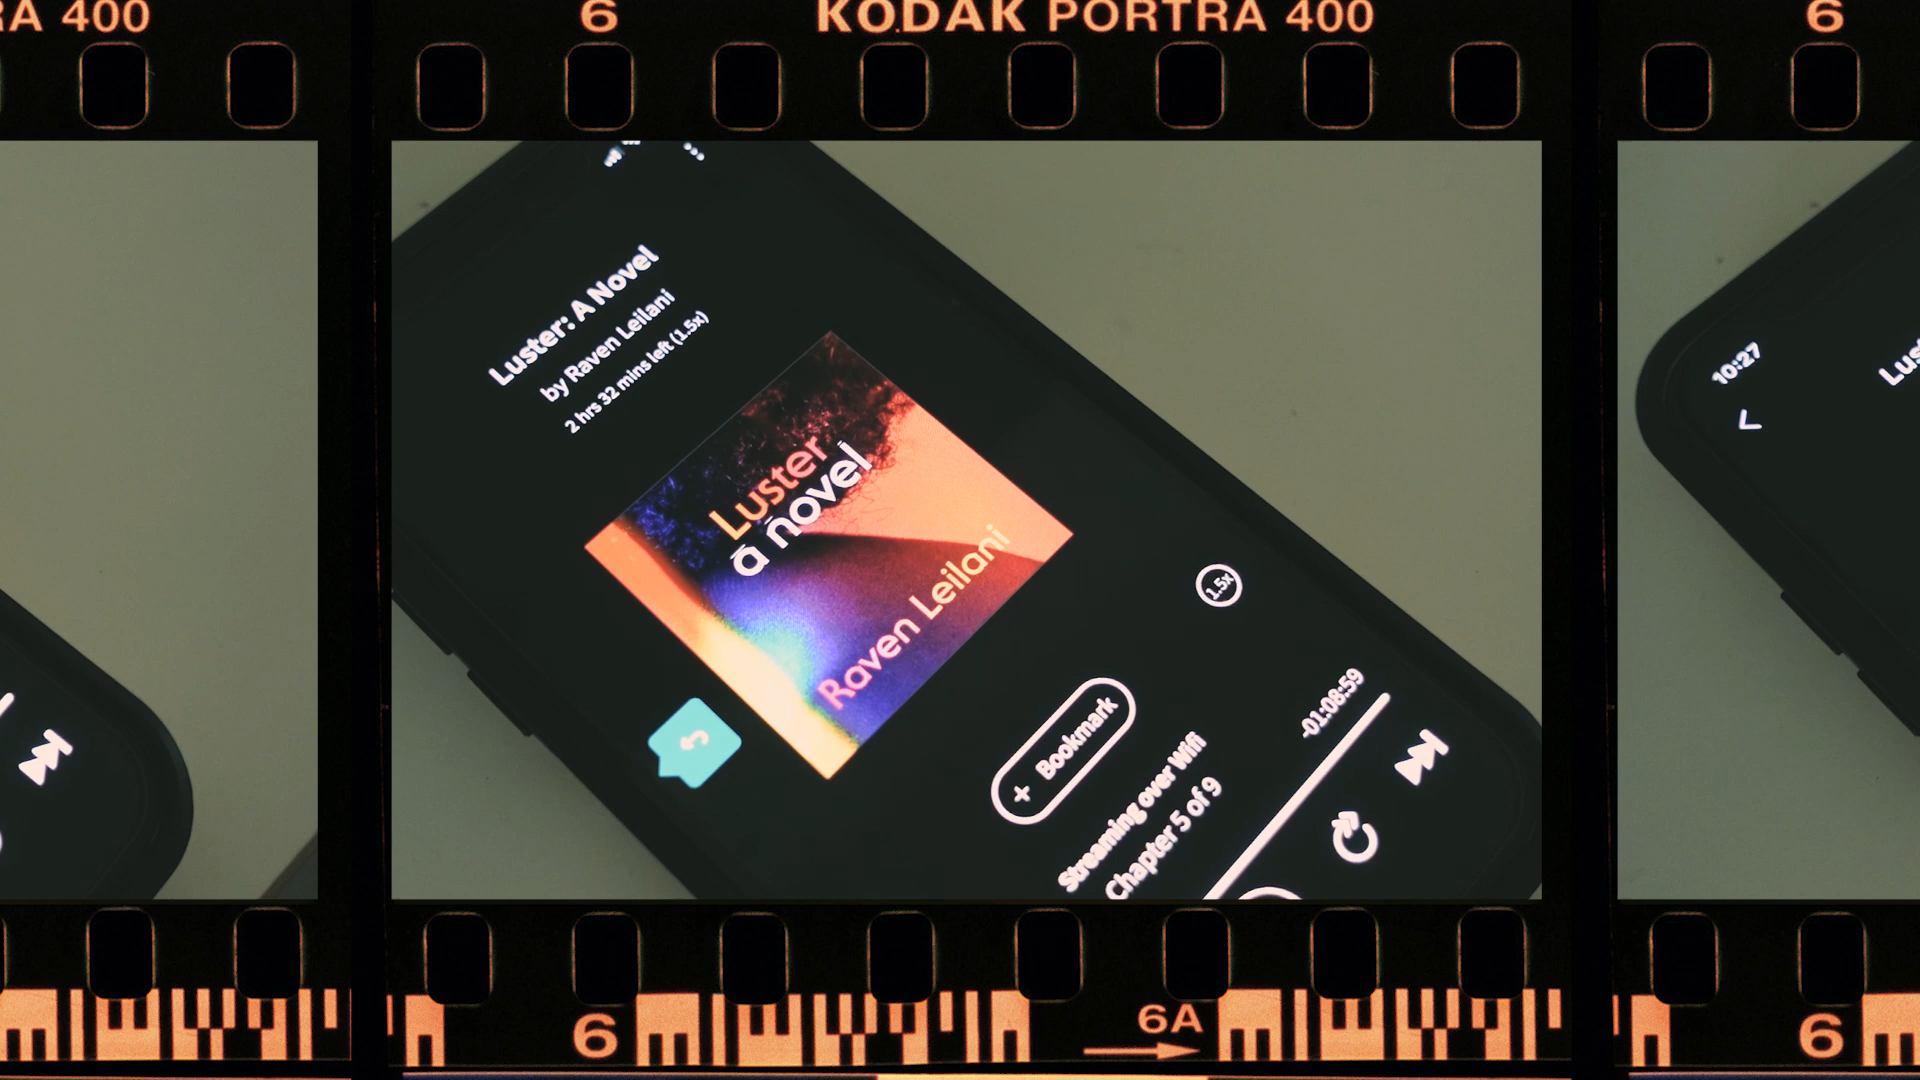 RA 400
6
KODAK PORTRA 400
6
Luster: A Novel
by Raven Leilani
2 hrs 32 mins left (1.5x)
Luster
a novel
Raven Leilani
1.5x
+ Bookmark
Streaming over Wifi
Chapter 5 of 9
-01:08:59
10:27
Lus
6
6A
6